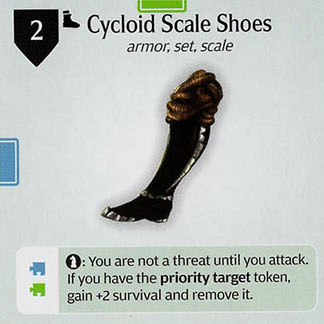 2 Cycloid Scale Shoes
armor, set, scale
: You are not a threat until you attack.
If you have the priority target token,
gain +2 survival and remove it.